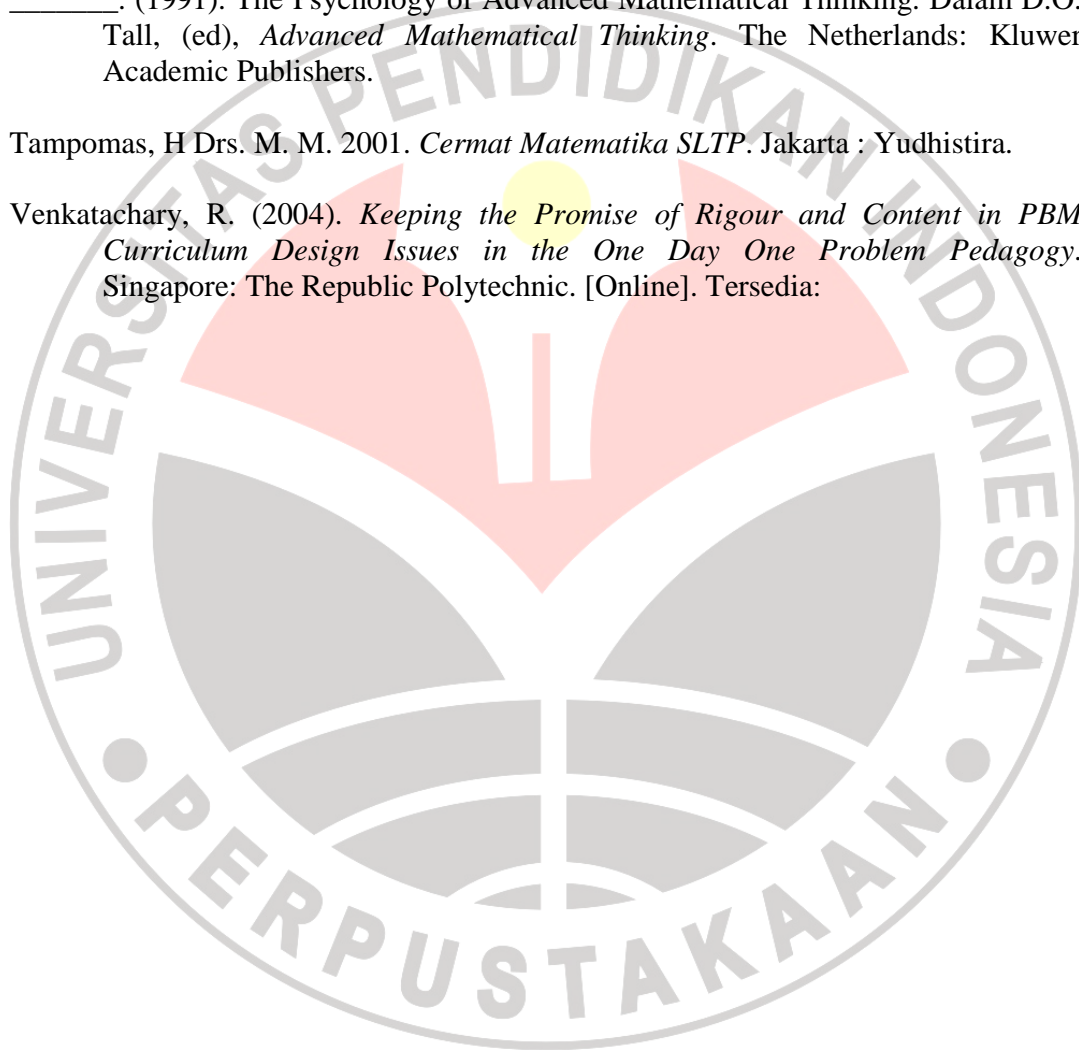 _______. (1991). The Psychology of Advanced Mathematical Thinking. Dalam D.O.
Tall, (ed), Advanced Mathematical Thinking. The Netherlands: Kluwer
Academic Publishers.
Tampomas, H Drs. M. M. 2001. Cermat Matematika SLTP. Jakarta : Yudhistira.
Venkatachary, R. (2004). Keeping the Promise of Rigour and Content in PBM
Curriculum Design Issues in the One Day One Problem Pedagogy.
Singapore: The Republic Polytechnic. [Online]. Tersedia:
UNIVERSITAS PENDIDIKAN INDONESIA
PERPUSTAKAAN